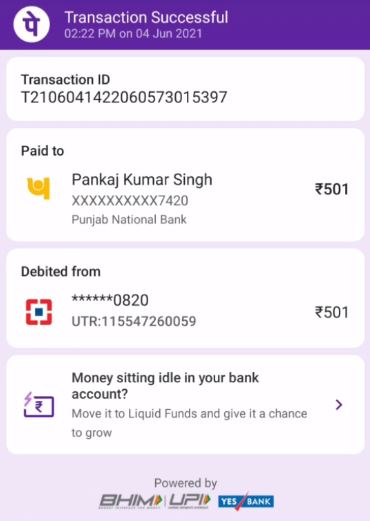 पे
Transaction Successful
02:22 PM on 04 Jun 2021
Transaction ID
T2106041422060573015397
Paid to
Pankaj Kumar Singh
₹501
XXXXXXXXXX7420
Punjab National Bank
Debited from
******0820
₹501
UTR:115547260059
Money sitting idle in your bank
account?
Move it to Liquid Funds and give it a chance
to grow
Powered by
BHIM UPI YES BANK